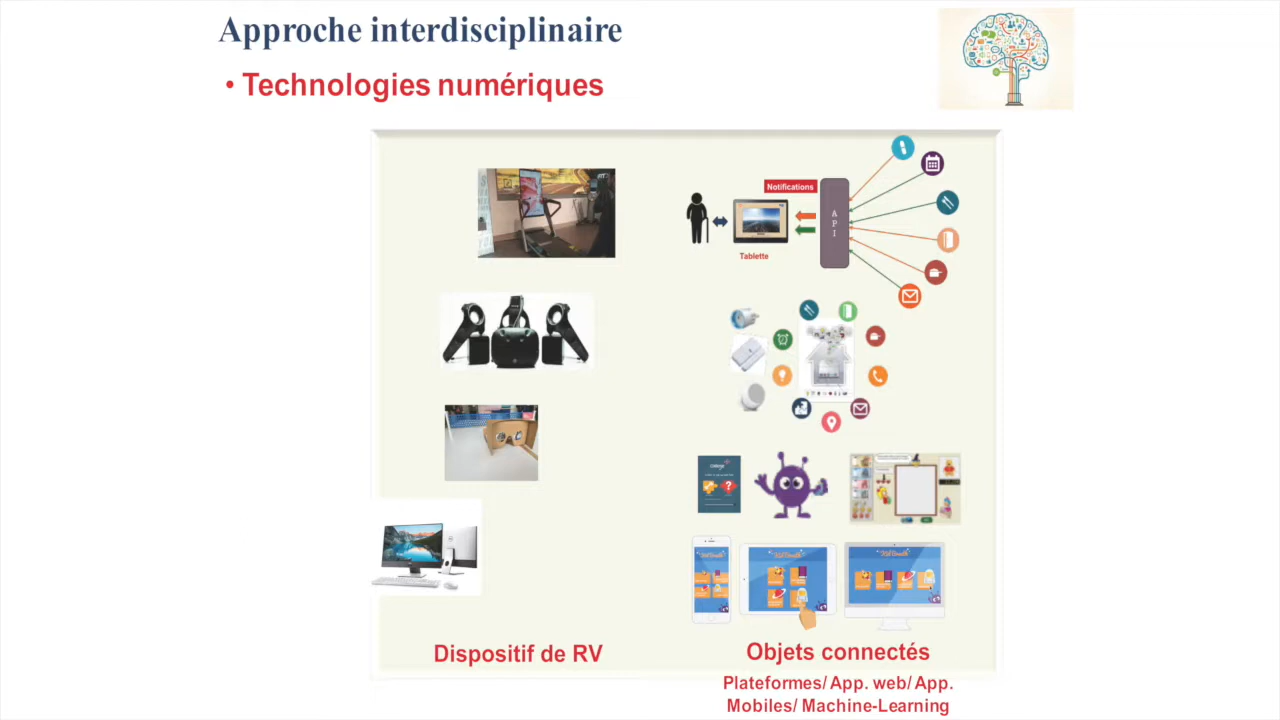 Approche interdisciplinaire
• Technologies numériques
Notifications
A
P
I
Tablette
Dispositif de RV
Objets connectés
Plateformes/ App. web/ App.
Mobiles/ Machine-Learning